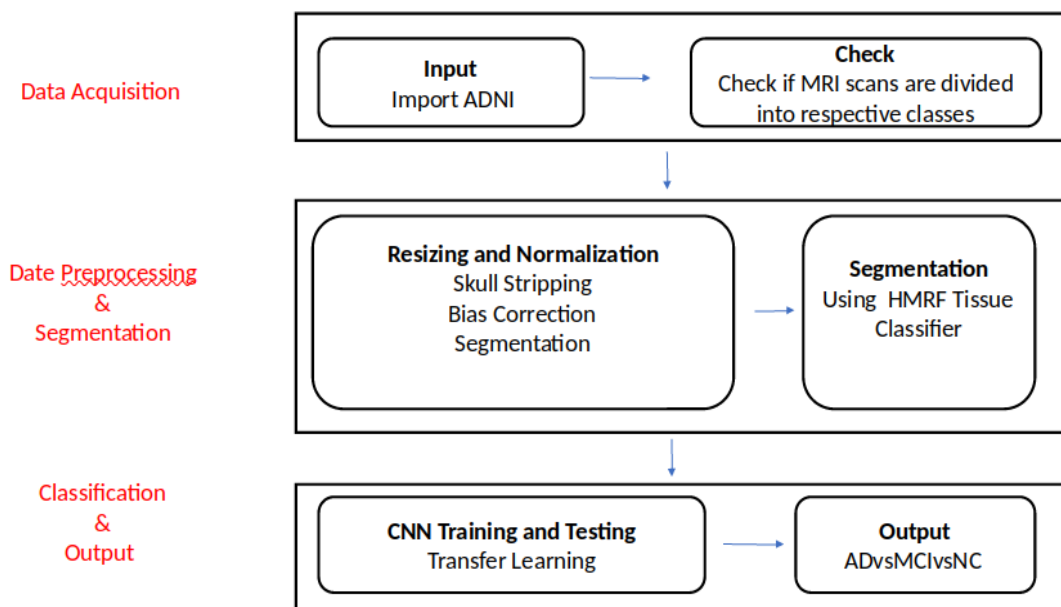 Data Acquisition
Input
Import ADNI
Check
Check if MRI scans are divided
into respective classes
Date Preprocessing
&
Segmentation
Resizing and Normalization
Skull Stripping
Bias Correction
Segmentation
Segmentation
Using HMRF Tissue
Classifier
Classification
&
Output
CNN Training and Testing
Transfer Learning
Output
ADvsMCIvsNC